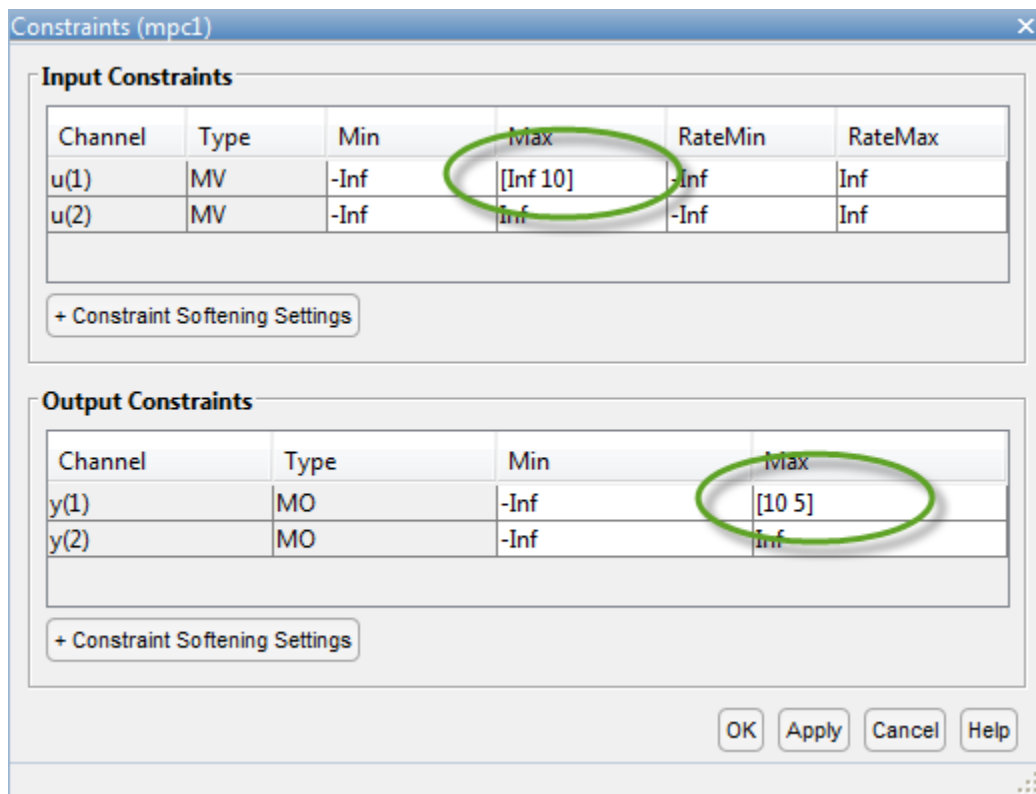 Constraints (mpc1)
Input Constraints
Channel Type Min Max RateMin RateMax
u(1) MV -Inf [Inf 10] -Inf Inf
u(2) MV -Inf Inf -Inf Inf
+ Constraint Softening Settings
Output Constraints
Channel Type Min Max
y(1) MO -Inf [10 5]
y(2) MO -Inf Inf
+ Constraint Softening Settings
OK Apply Cancel Help